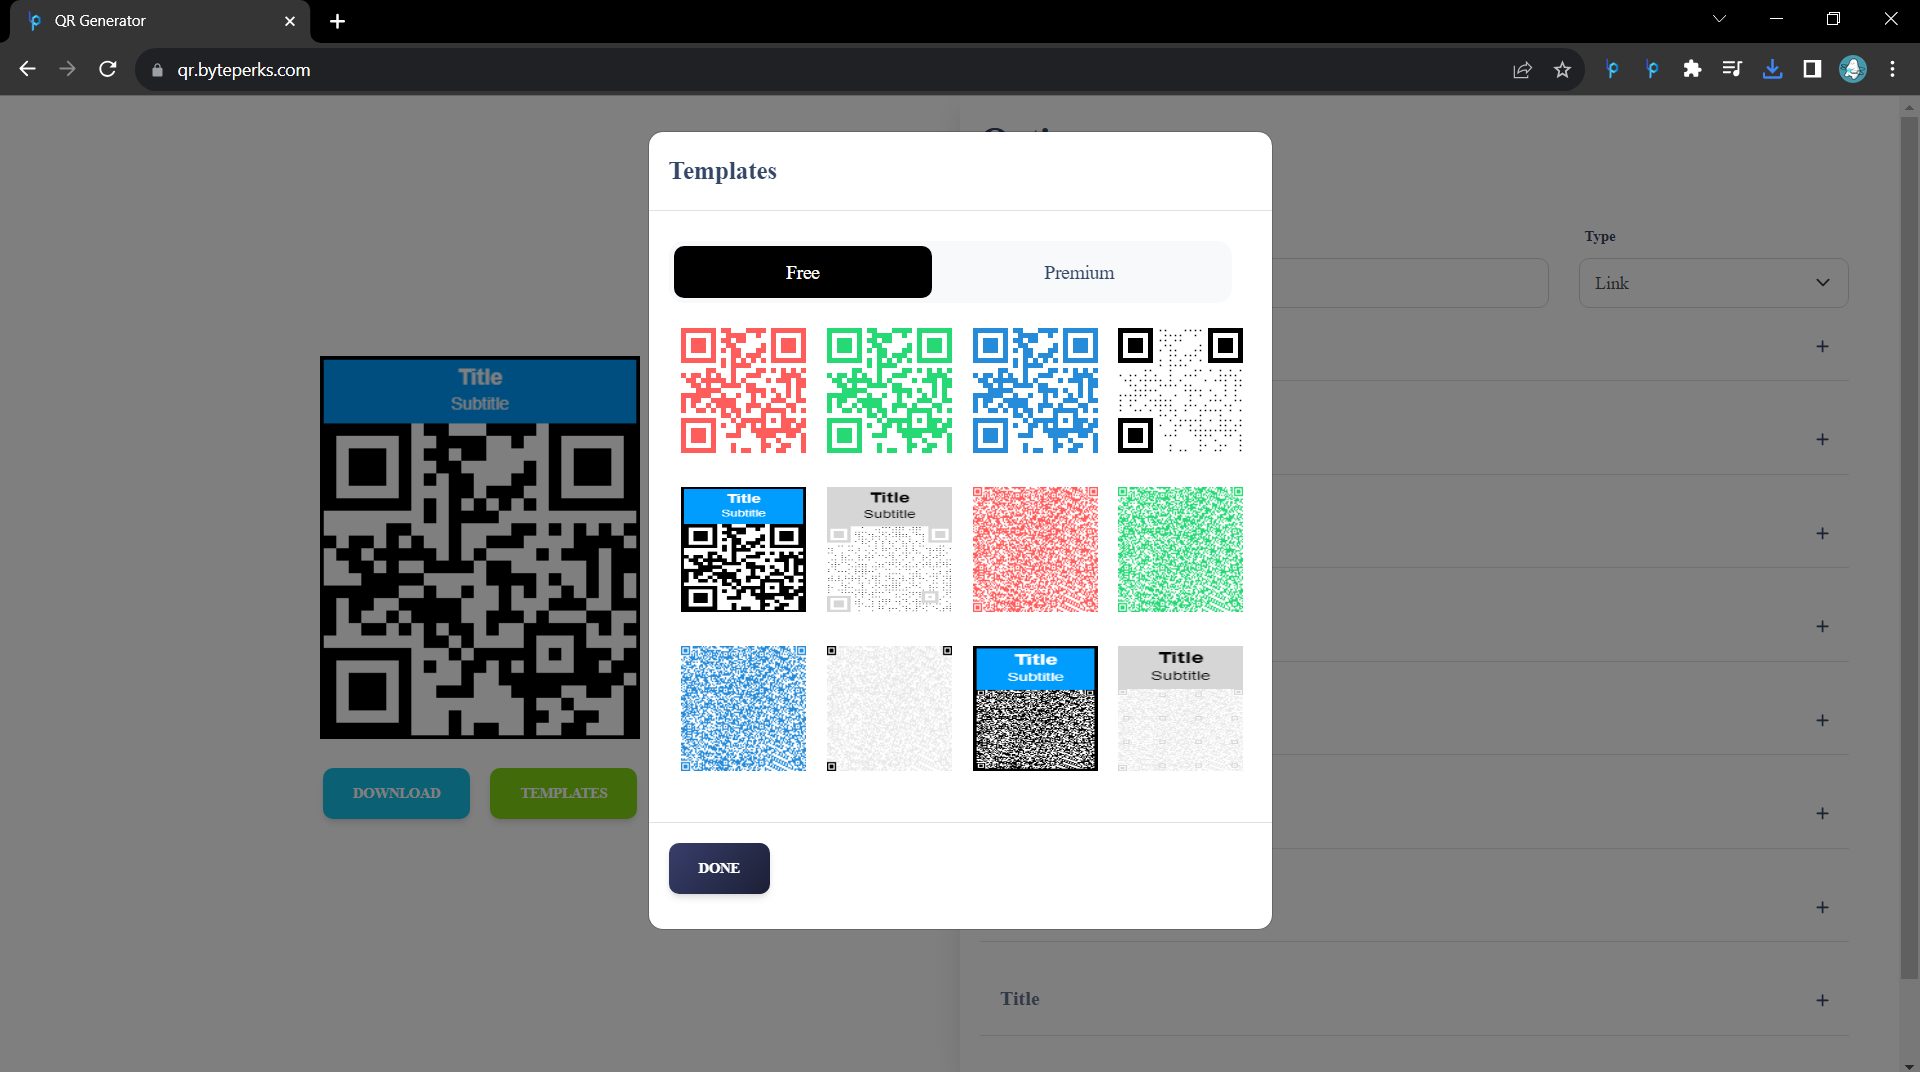 QR Generator
qr.byteperks.com
Templates
Free
Premium
Type
Link
Title
Subtitle
Title
Subtitle
Title
Subtitle
Title
Subtitle
Title
Subtitle
DOWNLOAD
TEMPLATES
DONE
Title